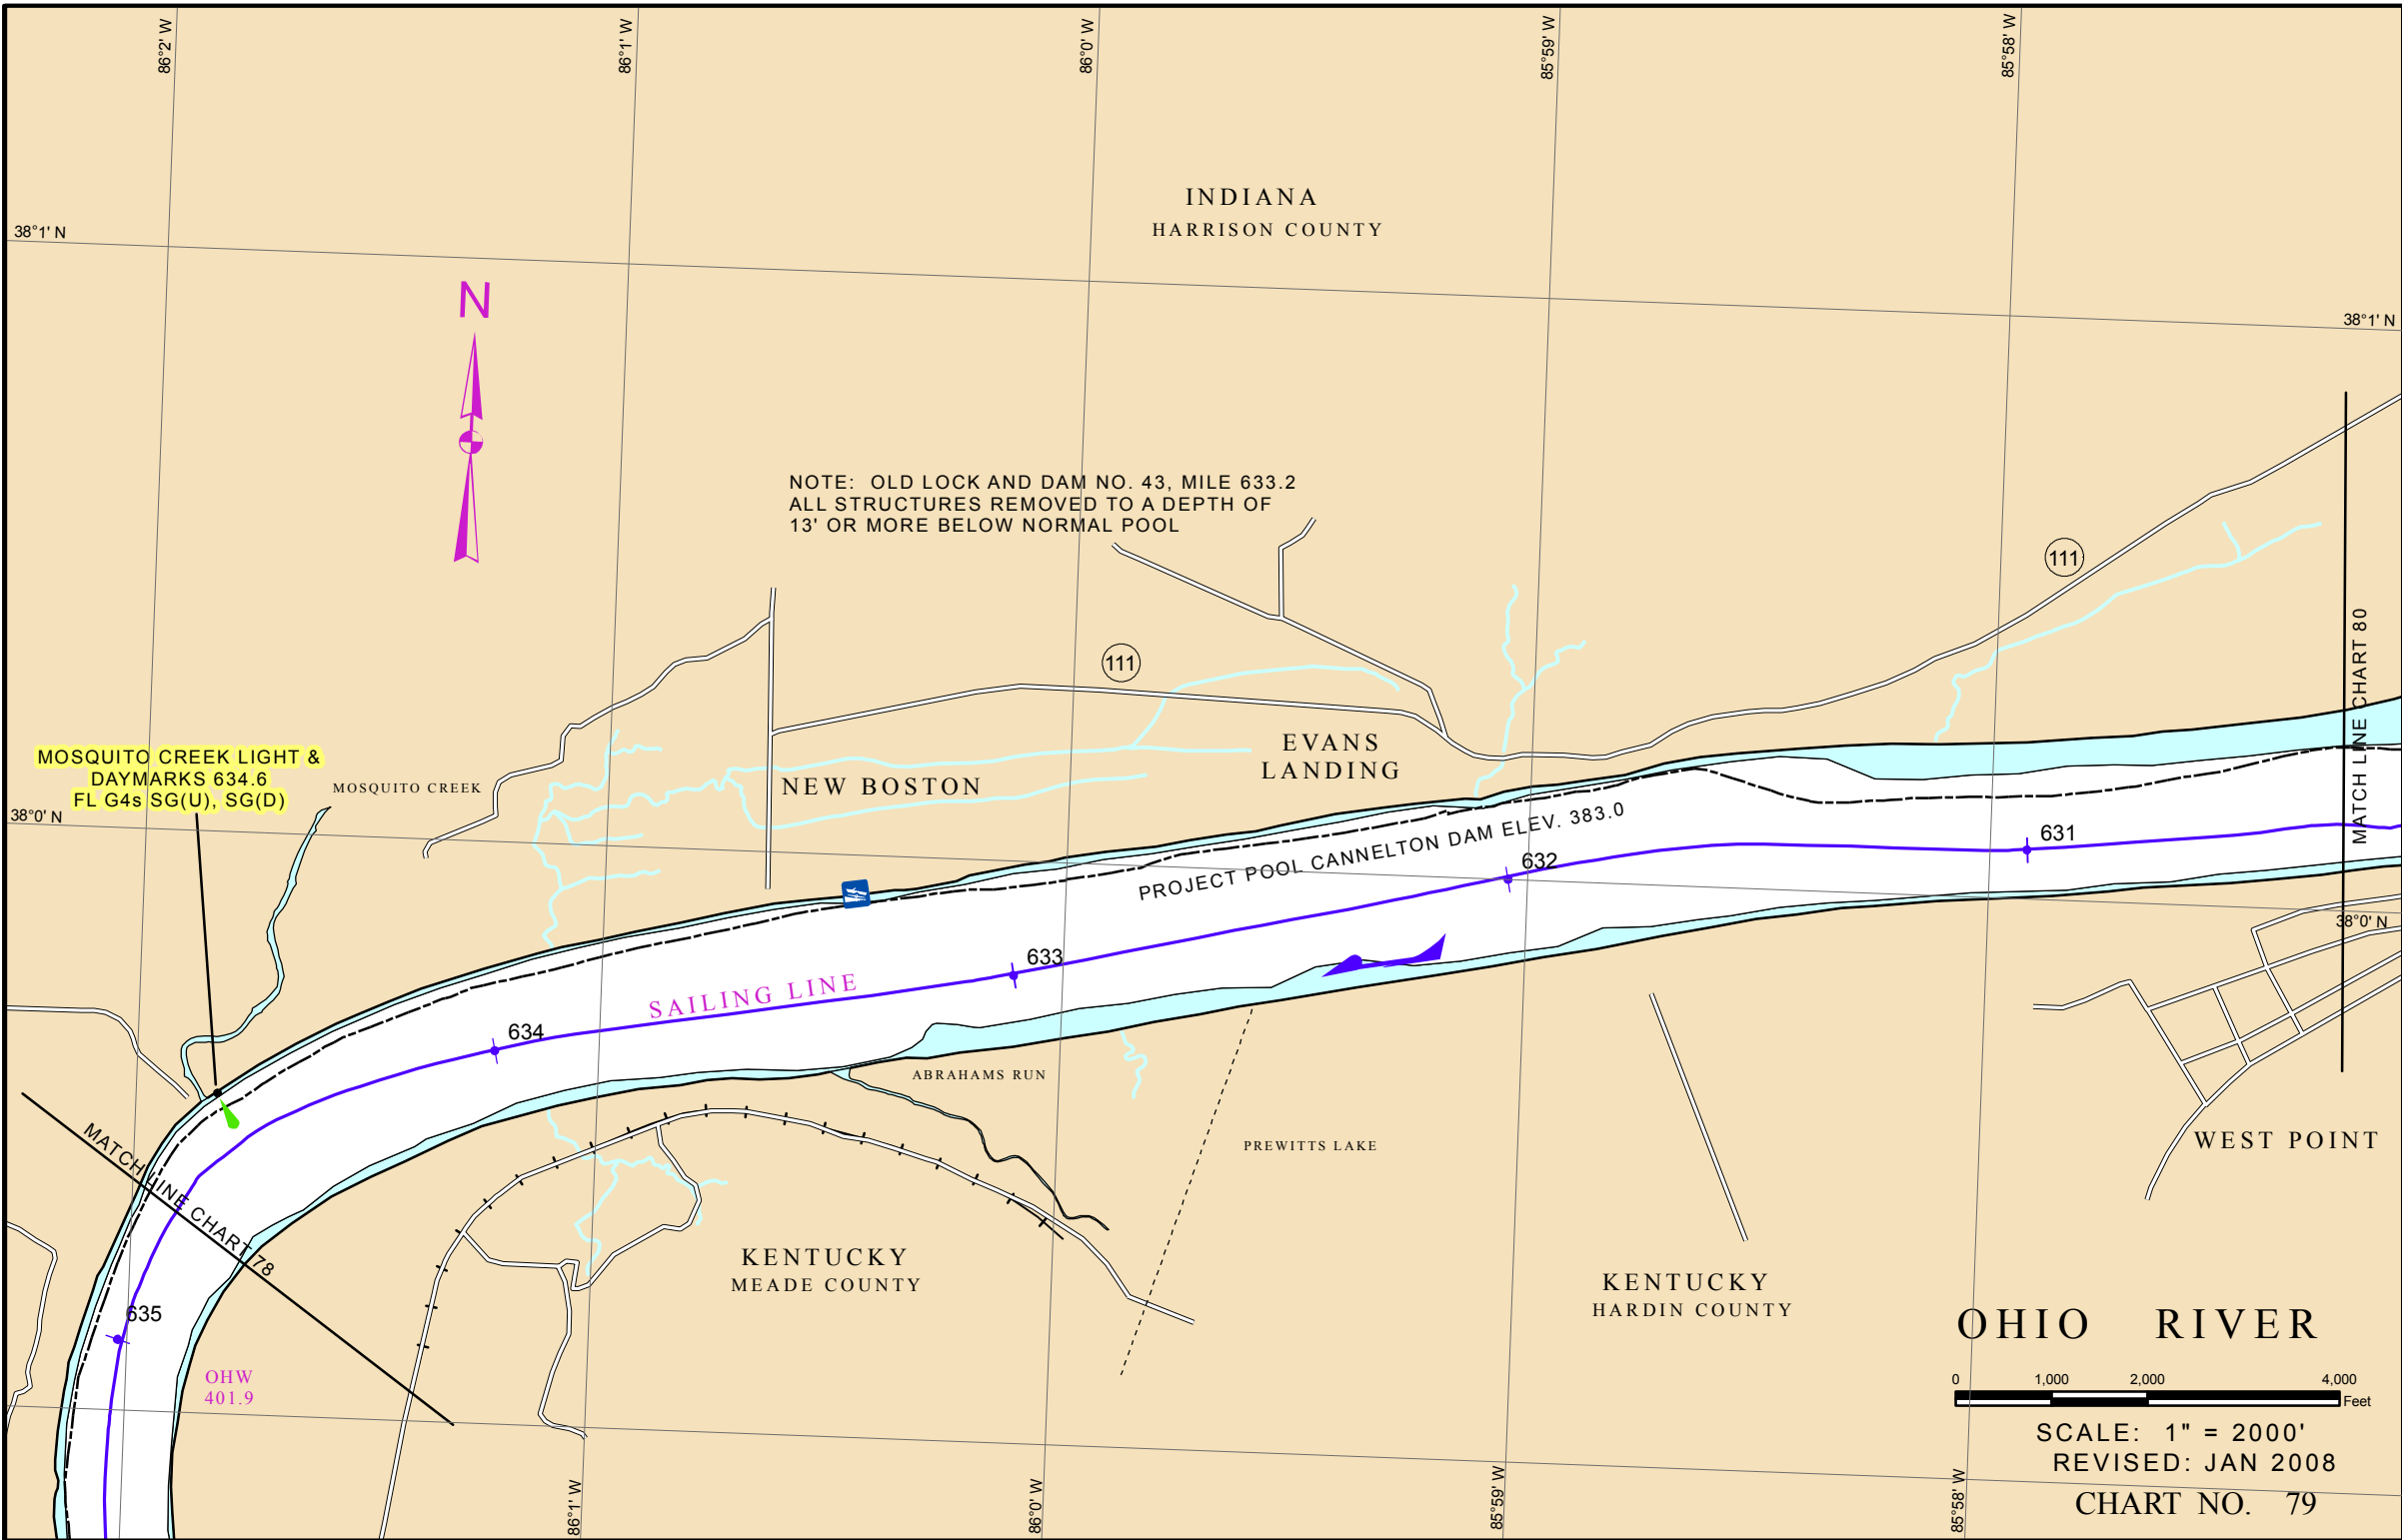 86°2' W
86°1' W
86°0' W
85°59' W
85°58' W
INDIANA
HARRISON COUNTY
38°1' N
38°1' N
N
NOTE: OLD LOCK AND DAM NO. 43, MILE 633.2
ALL STRUCTURES REMOVED TO A DEPTH OF
13' OR MORE BELOW NORMAL POOL
111
111
MATCH LINE CHART 80
MOSQUITO CREEK LIGHT &
DAYMARKS 634.6
FL G4s SG(U), SG(D)
MOSQUITO CREEK
NEW BOSTON
EVANS
LANDING
38°0' N
PROJECT POOL CANNELTON DAM ELEV. 383.0
631
632
38°0' N
633
SAILING LINE
634
ABRAHAMS RUN
PREWITTS LAKE
WEST POINT
MATCH LINE CHART 78
KENTUCKY
MEADE COUNTY
KENTUCKY
HARDIN COUNTY
635
OHW
401.9
OHIO RIVER
0 1,000 2,000 4,000
Feet
SCALE: 1" = 2000'
REVISED: JAN 2008
CHART NO. 79
86°1' W
86°0' W
85°59' W
85°58' W